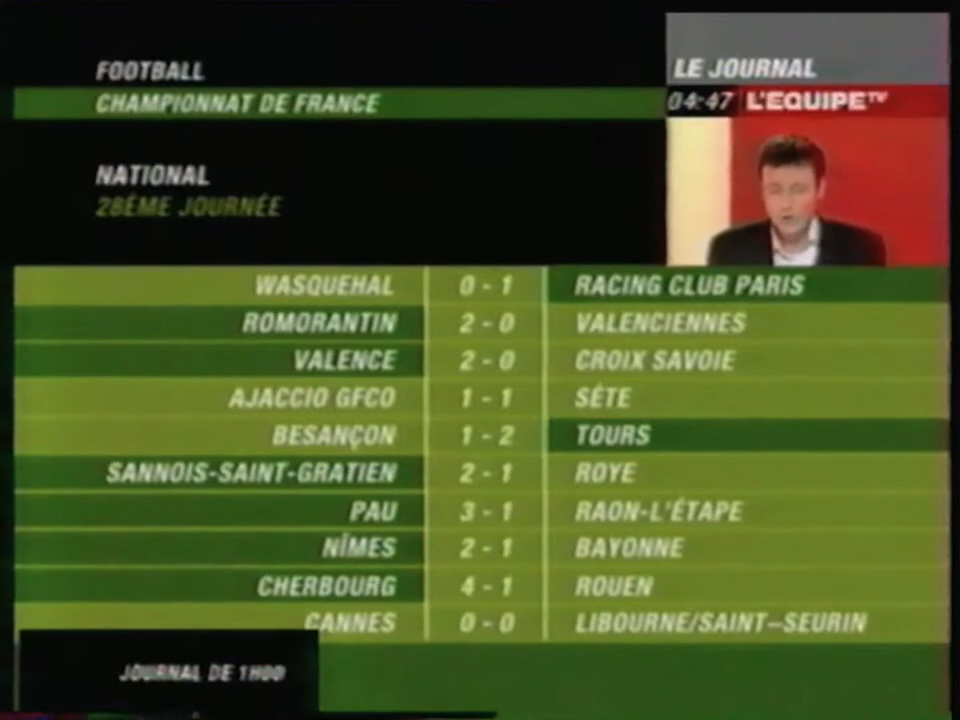 FOOTBALL
CHAMPIONNAT DE FRANCE
LE JOURNAL
04:47 L'EQUIPE TV
NATIONAL
28ÈME JOURNÉE
WASQUEHAL 0 - 1 RACING CLUB PARIS
ROMORANTIN 2 - 0 VALENCIENNES
VALENCE 2 - 0 CROIX SAVOIE
AJACCIO GFCO 1 - 1 SÈTE
BESANÇON 1 - 2 TOURS
SANNOIS-SAINT-GRATIEN 2 - 1 ROYE
PAU 3 - 1 RAON-L'ÉTAPE
NÎMES 2 - 1 BAYONNE
CHERBOURG 4 - 1 ROUEN
CANNES 0 - 0 LIBOURNE/SAINT-SEURIN
JOURNAL DE 1H00